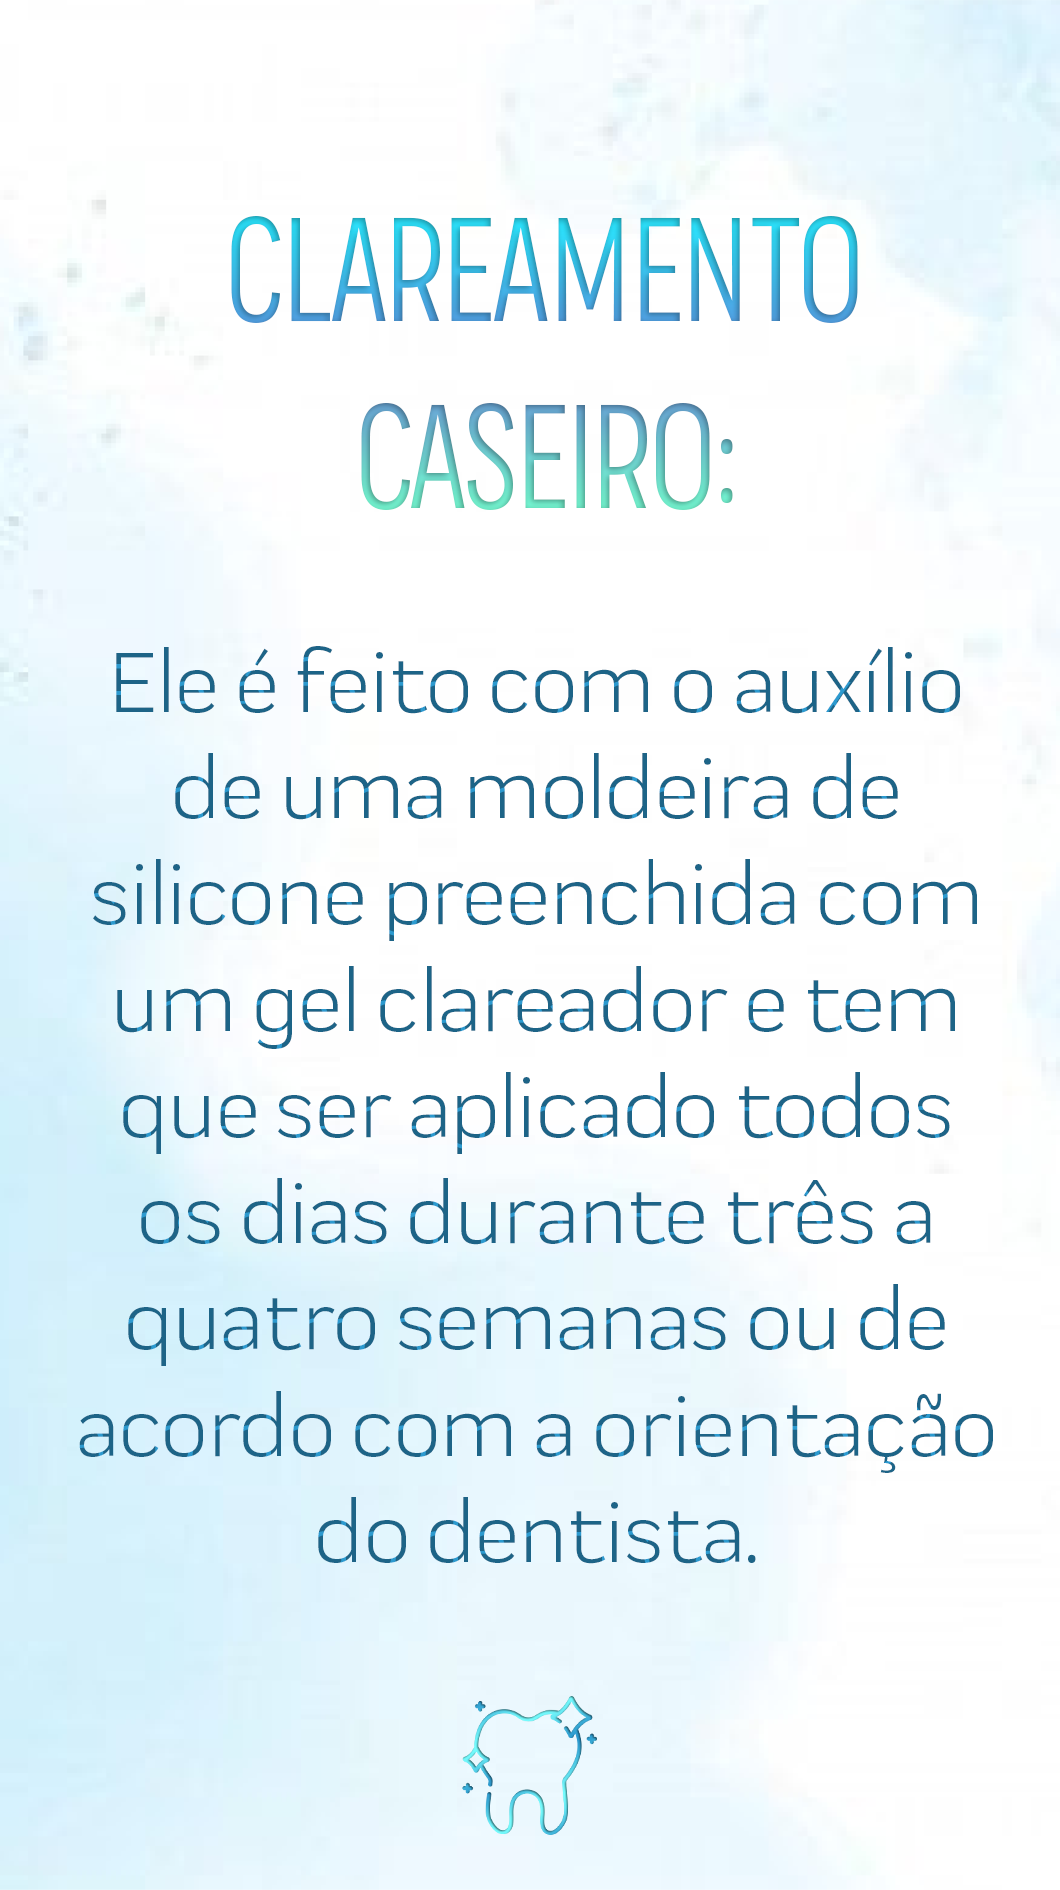 CLAREAMENTO
CASEIRO:
Ele é feito com o auxílio
de uma moldeira de
silicone preenchida com
um gel clareador e tem
que ser aplicado todos
os dias durante três a
quatro semanas ou de
acordo com a orientação
do dentista.